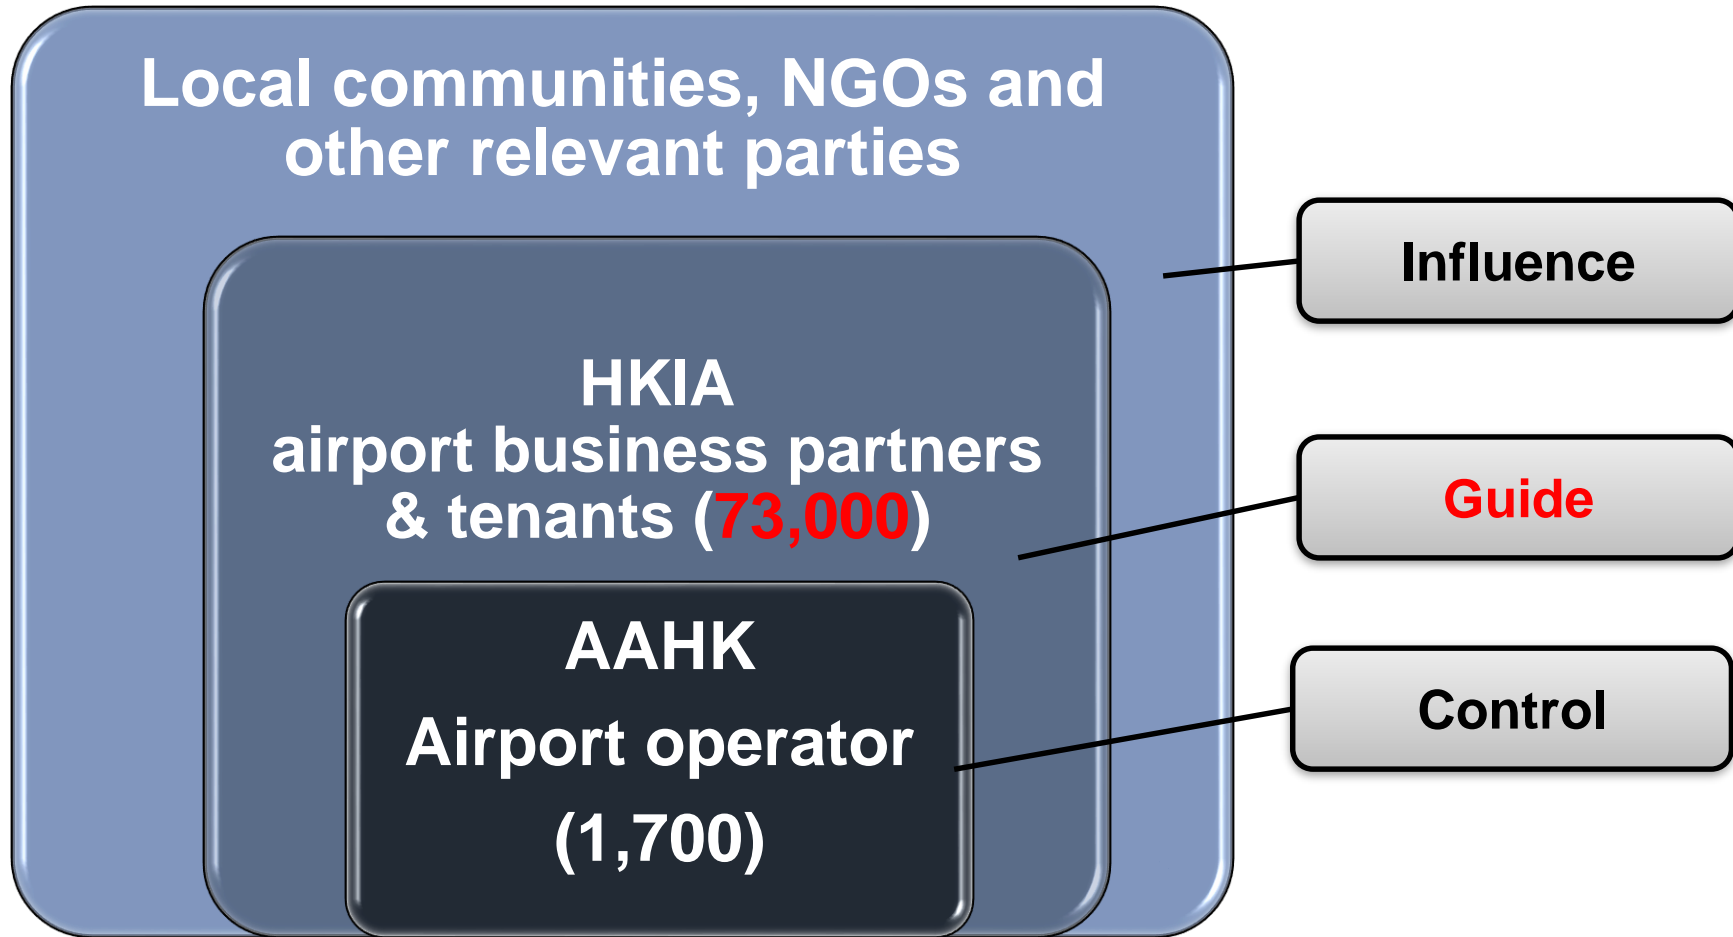 Local communities, NGOs and
other relevant parties
Influence
HKIA
airport business partners
& tenants (73,000)
Guide
AAHK
Airport operator
(1,700)
Control